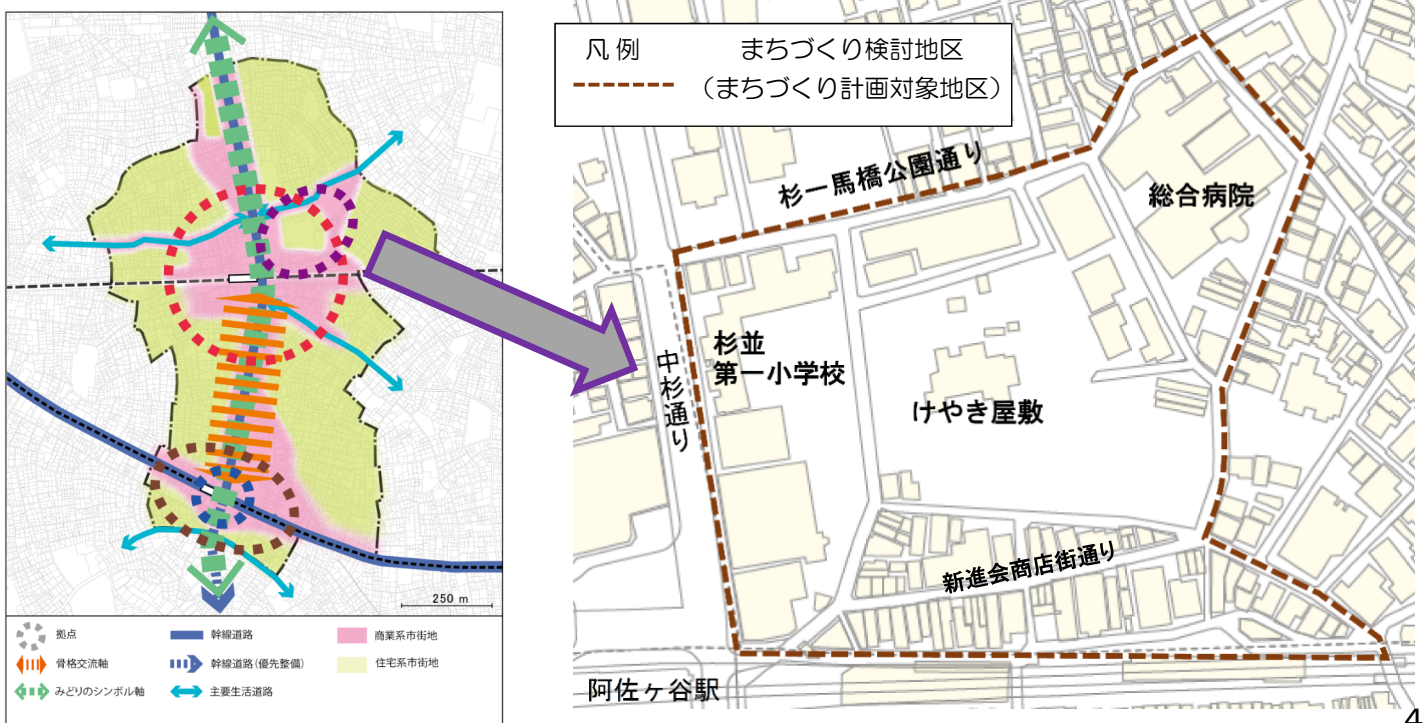 250 m
拠点
幹線道路
商業系市街地
骨格交流軸
幹線道路(優先整備)
住宅系市街地
みどりのシンボル軸
主要生活道路
凡例
まちづくり検討地区
(まちづくり計画対象地区)
杉一馬橋公園通り
総合病院
杉並
第一小学校
中杉通り
けやき屋敷
新進会商店街通り
阿佐ヶ谷駅
4